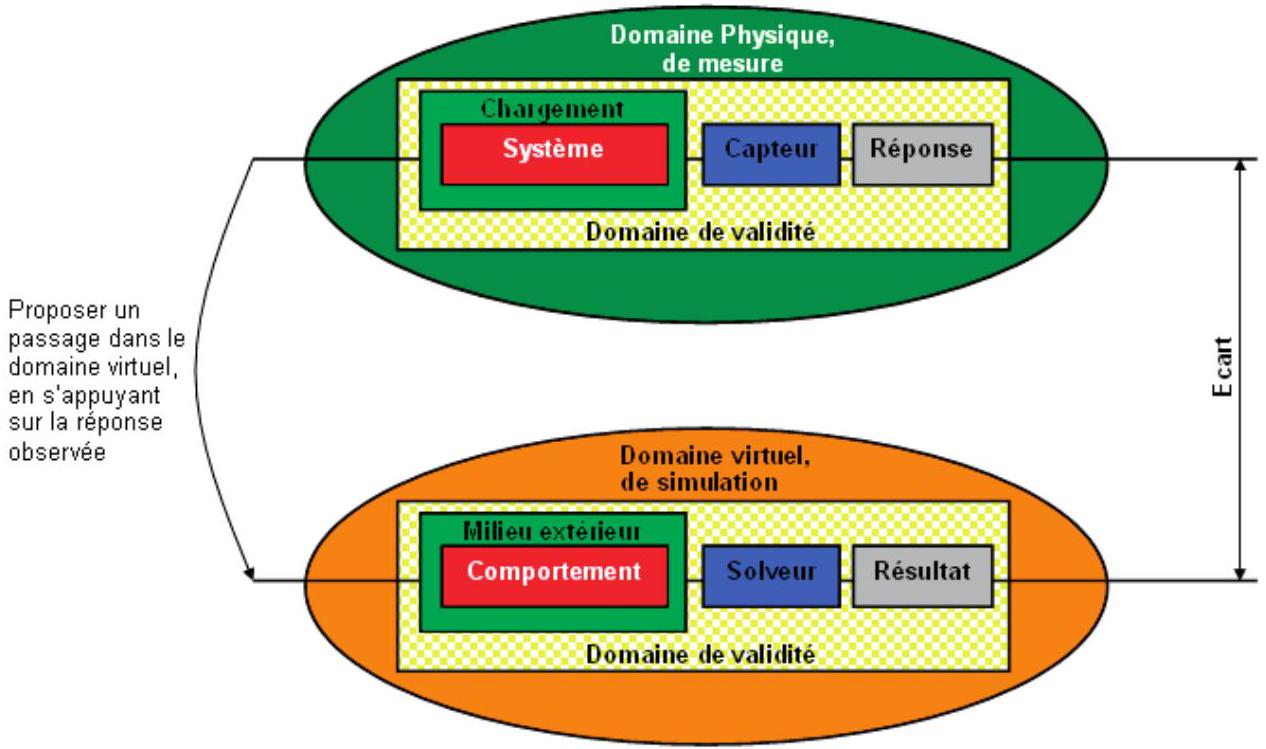 Domaine Physique,
de mesure
Chargement
Système
Capteur
Réponse
Domaine de validité
Proposer un
passage dans le
domaine virtuel,
en s'appuyant
sur la réponse
observée
Ecart
Domaine virtuel,
de simulation
Milieu extérieur
Comportement
Solveur
Résultat
Domaine de validité